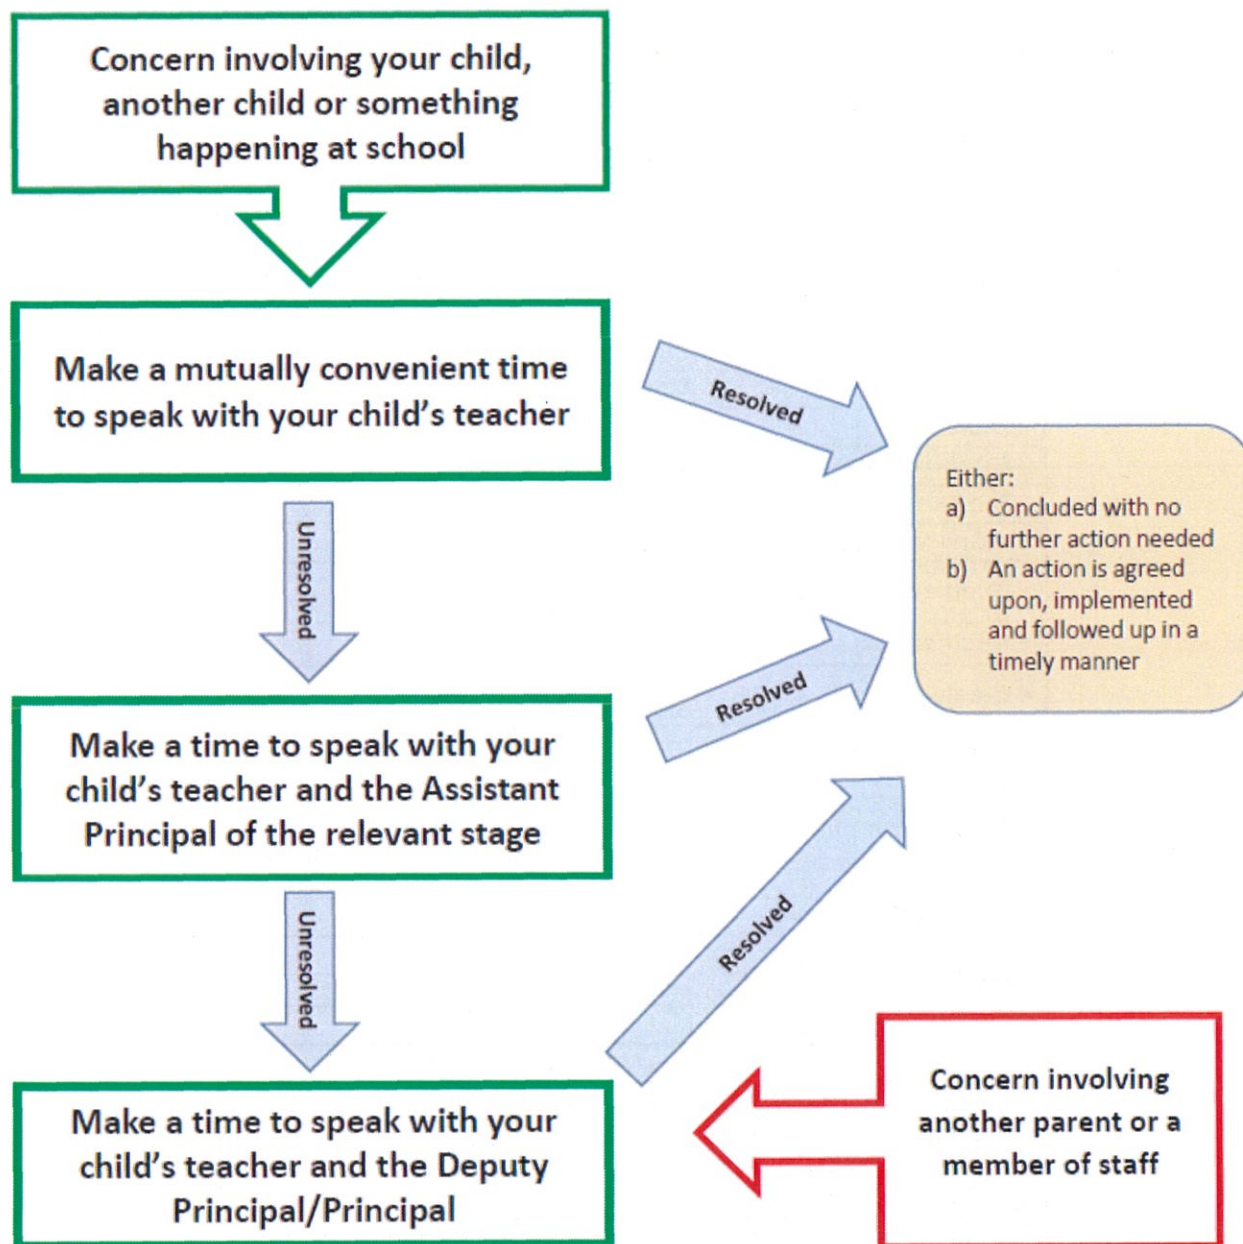 Concern involving your child,
another child or something
happening at school
Make a mutually convenient time
to speak with your child's teacher
Resolved
Either:
a) Concluded with no
further action needed
b) An action is agreed
upon, implemented
and followed up in a
timely manner
Unresolved
Resolved
Make a time to speak with your
child's teacher and the Assistant
Principal of the relevant stage
Unresolved
Resolved
Make a time to speak with your
child's teacher and the Deputy
Principal/Principal
Concern involving
another parent or a
member of staff